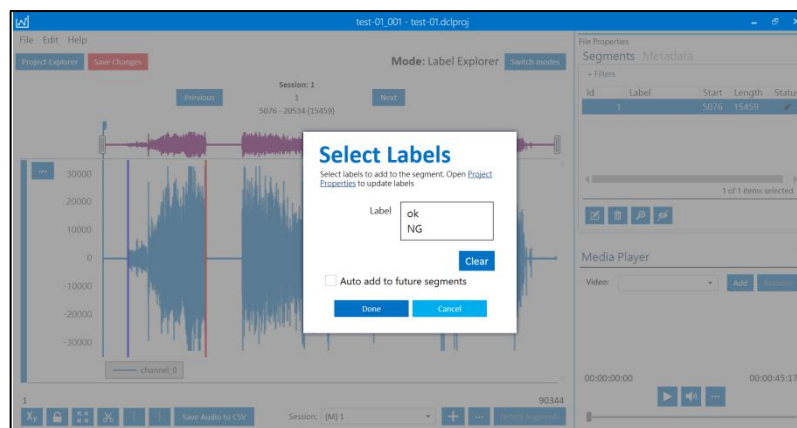 test-01_001 - test-01.dclproj
File Edit Help
Project Explorer
Save Changes
Mode: Label Explorer
Switch modes
Session: 1
Previous
1
Next
5076 - 20534 (15459)
30000
20000
10000
0
-10000
-20000
-30000
channel_0
1
90344
Save Audio to CSV
Session: [M] 1
Select Labels
Select labels to add to the segment. Open Project
Properties to update labels
Label
ok
NG
Clear
Auto add to future segments
Done
Cancel
File Properties
Segments Metadata
+ Filters
Id Label Start Length Status
1 5076 15459
1 of 1 items selected
Media Player
Video:
Add
Remove
00:00:00:00
00:00:45:17